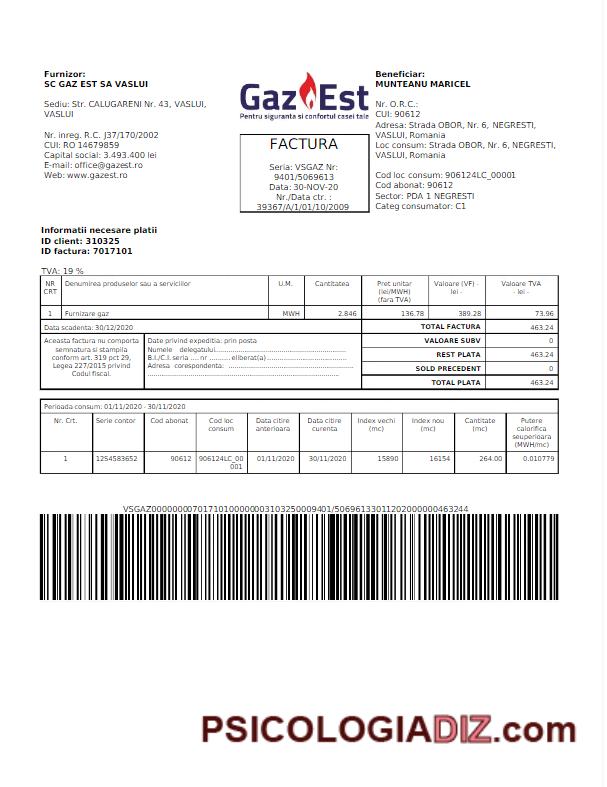 Furnizor:
SC GAZ EST SA VASLUI
Sediu: Str. CALUGARENI Nr. 43, VASLUI,
VASLUI
Nr. inreg. R.C. J37/170/2002
CUI: RO 14679859
Capital social: 3.493.400 lei
E-mail: office@gazest.ro
Web: www.gazest.ro
Gaz Est
Pentru siguranta si confortul casei tale
FACTURA
Seria: VSGAZ Nr:
9401/5069613
Data: 30-NOV-20
Nr./Data ctr. :
39367/A/1/01/10/2009
Beneficiar:
MUNTEANU MARICEL
Nr. O.R.C.:
CUI: 90612
Adresa: Strada OBOR, Nr. 6, NEGRESTI,
VASLUI, Romania
Loc consum: Strada OBOR, Nr. 6, NEGRESTI,
VASLUI, Romania
Cod loc consum: 906124LC_00001
Cod abonat: 90612
Sector: PDA 1 NEGRESTI
Categ consumator: C1
Informatii necesare platii
ID client: 310325
ID factura: 7017101
TVA: 19 %
NR CRT Denumirea produselor sau a serviciilor U.M. Cantitatea Pret unitar (lei/MWH) (fara TVA) Valoare (VF) - lei - Valoare TVA - lei -
1 Furnizare gaz MWH 2.846 136.78 389.28 73.96
Data scadenta: 30/12/2020 TOTAL FACTURA 463.24
Aceasta factura nu comporta
semnatura si stampila
conform art. 319 pct 29,
Legea 227/2015 privind
Codul fiscal.
Date privind expeditia: prin posta
Numele delegatului................................................
B.I./C.I. seria .... nr .......... eliberat(a)...............................
Adresa corespondenta: ...........................................
......................................................................
VALOARE SUBV 0
REST PLATA 463.24
SOLD PRECEDENT 0
TOTAL PLATA 463.24
Perioada consum: 01/11/2020 - 30/11/2020
Nr. Crt. Serie contor Cod abonat Cod loc consum Data citire anterioara Data citire curenta Index vechi (mc) Index nou (mc) Cantitate (mc) Putere calorifica seuperioara (MWH/mc)
1 1254583652 90612 906124LC_00001 01/11/2020 30/11/2020 15890 16154 264.00 0.010779
VSGAZ00000000701710100000003103250009401/5069613301120200000046​3244
PSICOLOGIADIZ.com